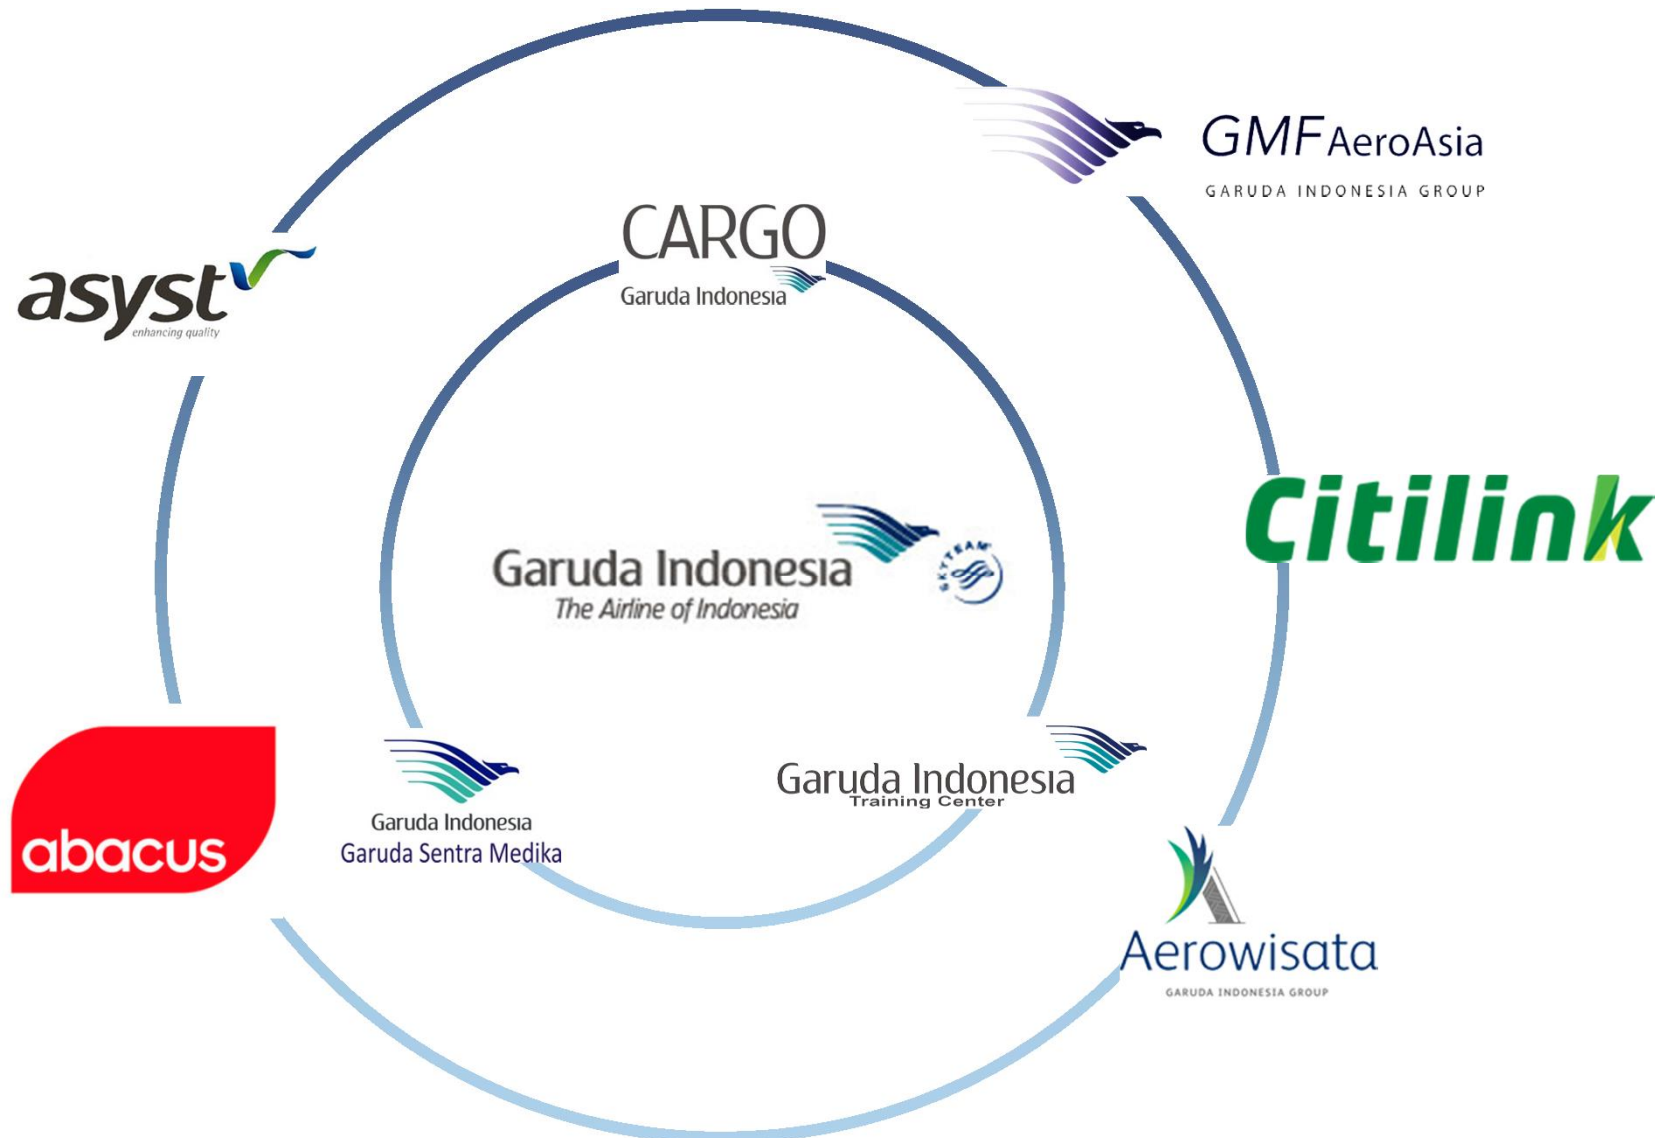 GMF AeroAsia
GARUDA INDONESIA GROUP
CARGO
Garuda Indonesia
asyst
enhancing quality
Citilink
Garuda Indonesia
The Airline of Indonesia
SKYTEAM
abacus
Garuda Indonesia
Garuda Sentra Medika
Garuda Indonesia
Training Center
Aerowisata
GARUDA INDONESIA GROUP